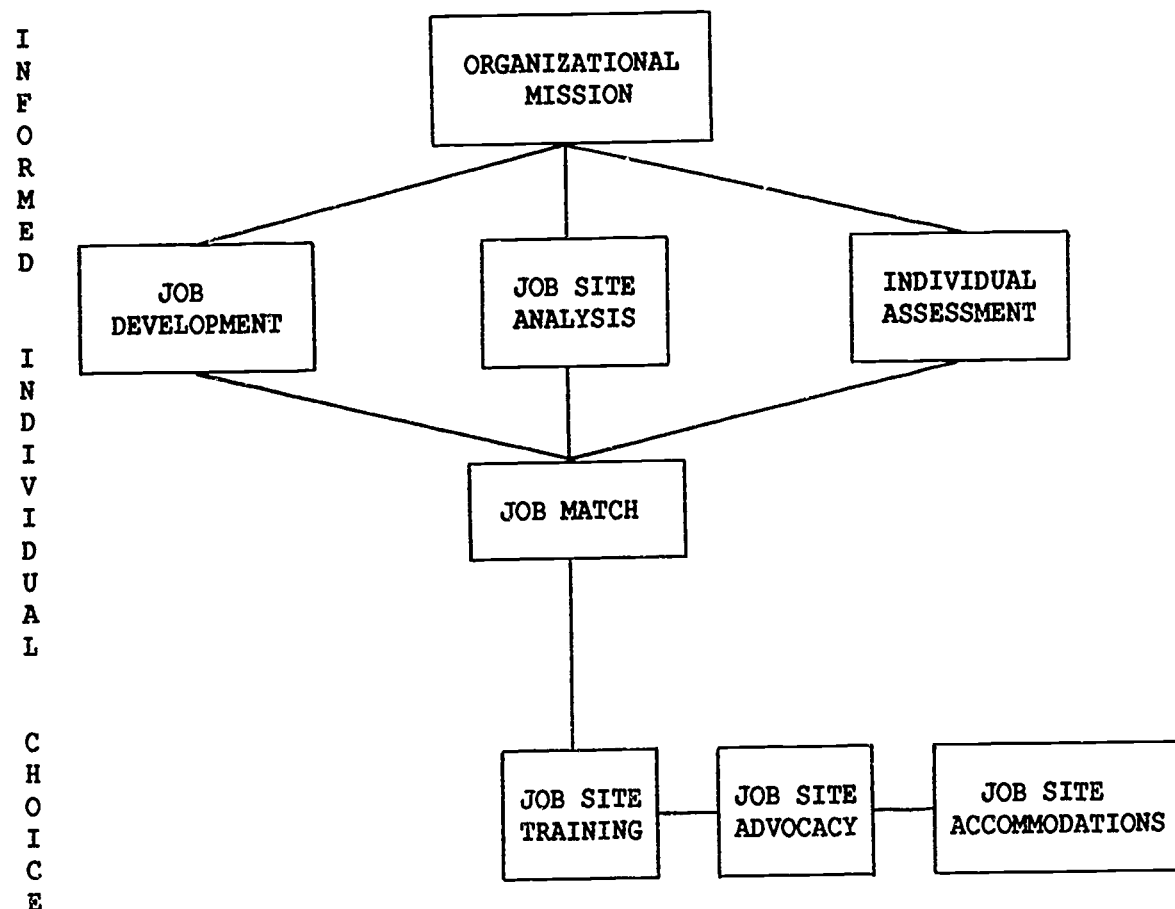 INFORMED INDIVIDUAL CHOICE
ORGANIZATIONAL
MISSION
JOB
DEVELOPMENT
JOB SITE
ANALYSIS
INDIVIDUAL
ASSESSMENT
JOB MATCH
JOB SITE
TRAINING
JOB SITE
ADVOCACY
JOB SITE
ACCOMMODATIONS